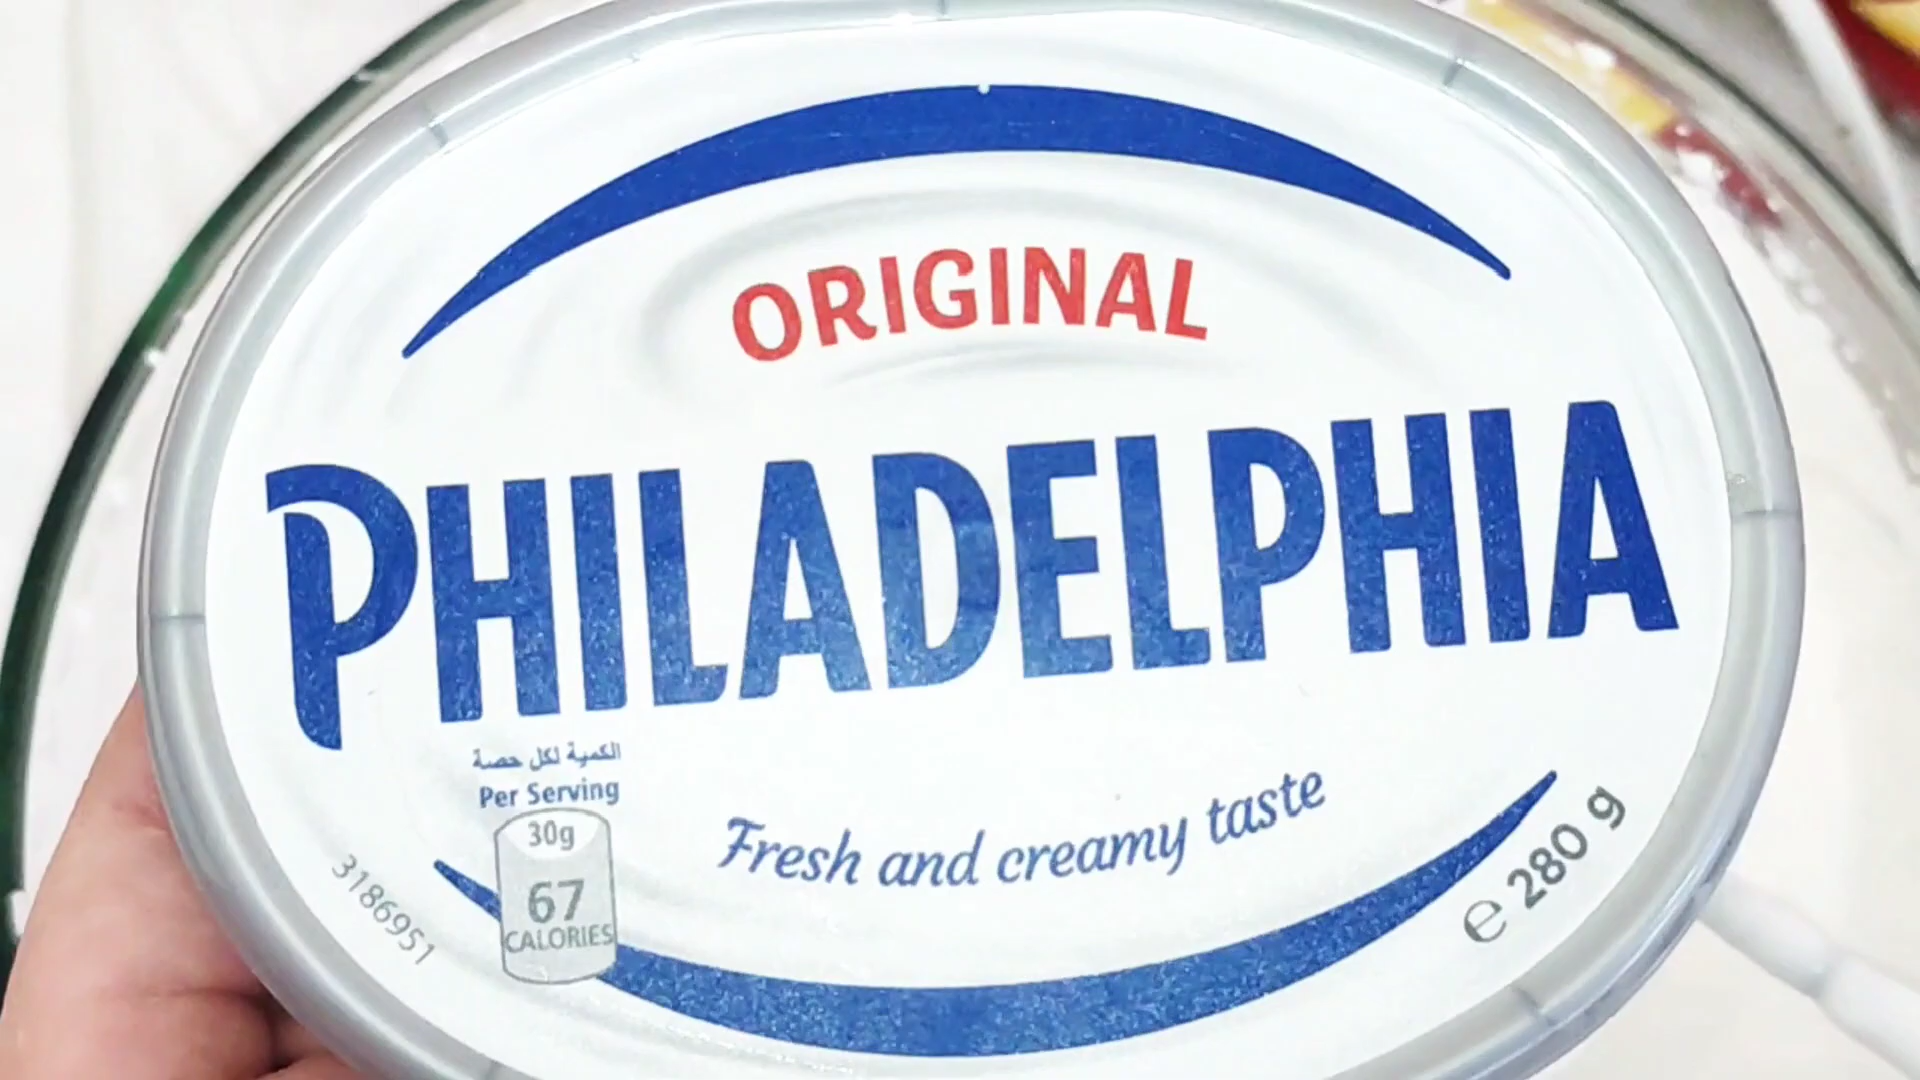 ORIGINAL
PHILADELPHIA
الكمية لكل حصة
Per Serving
30g
67
CALORIES
Fresh and creamy taste
3186951
e 280 g